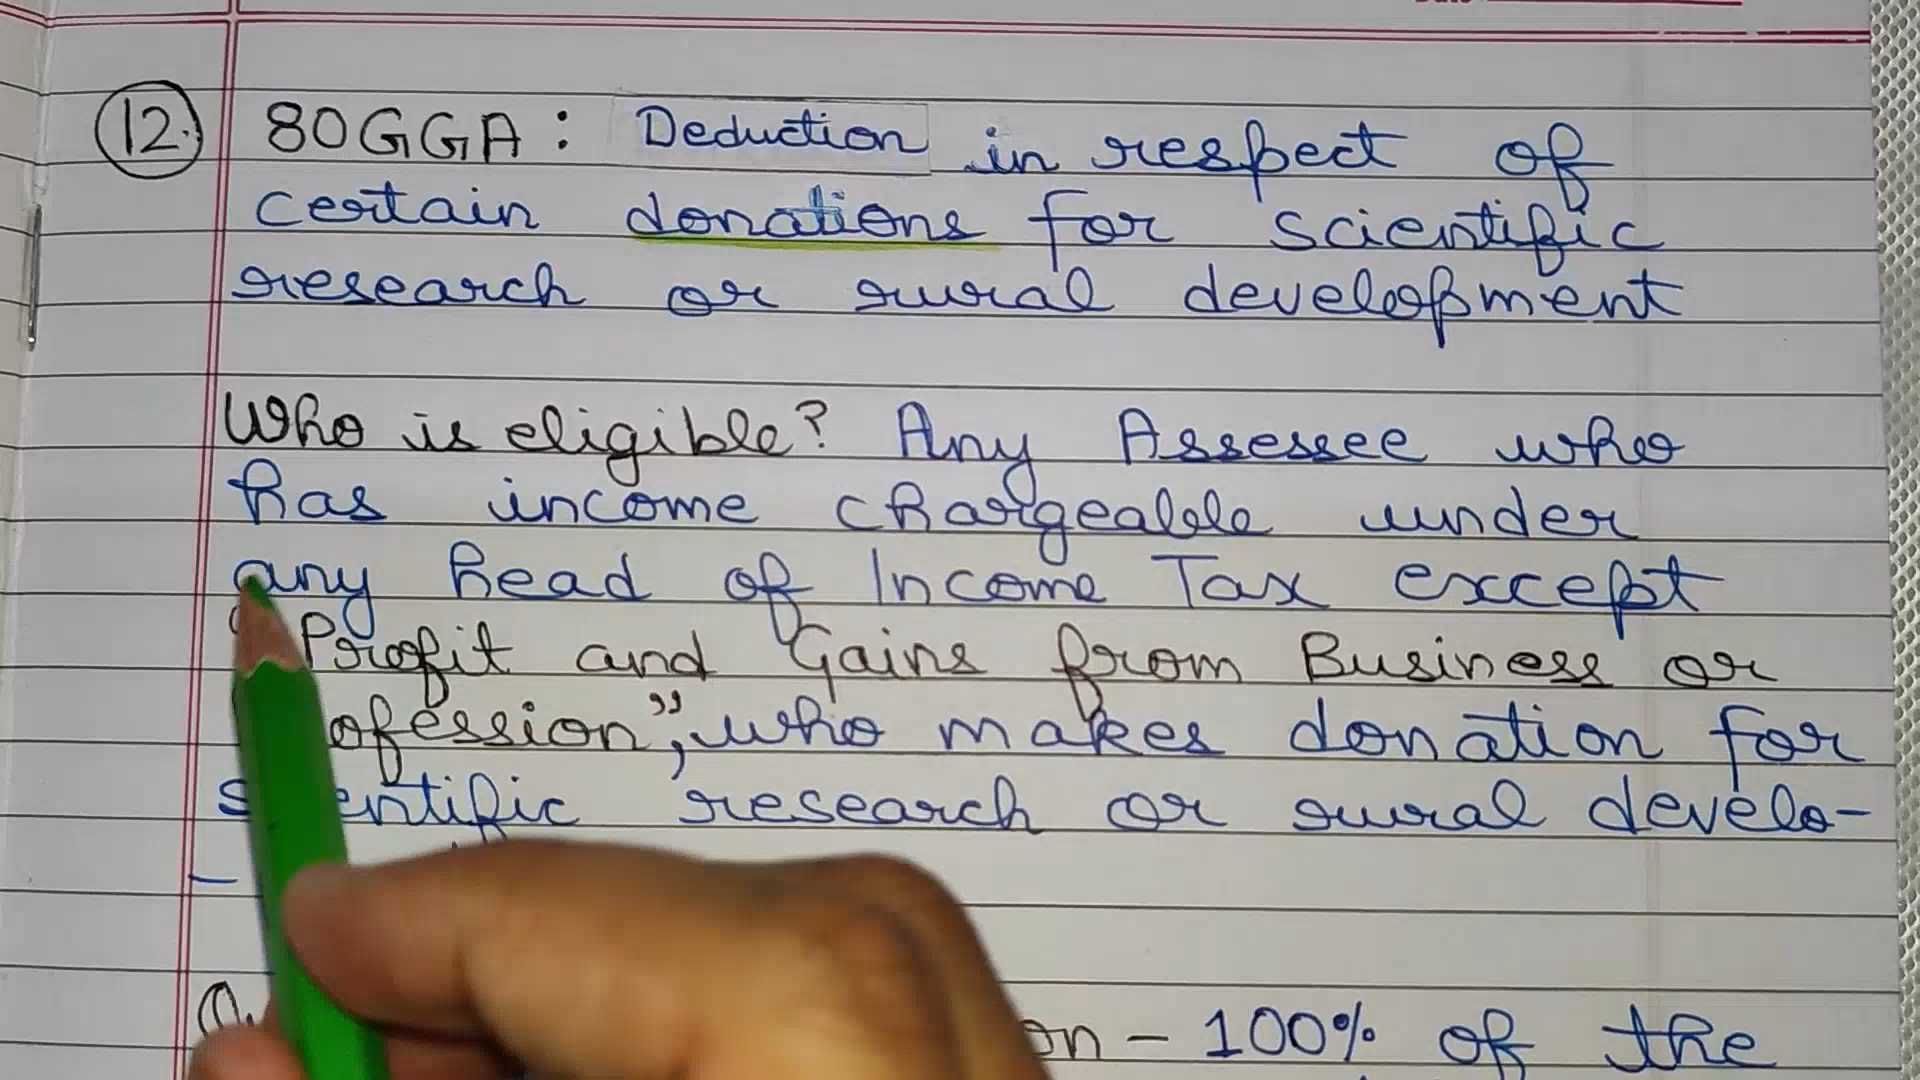 12. 80GGA: Deduction in respect of
certain donations for scientific
research or rural development
Who is eligible? Any Assessee who
has income chargeable under
any head of Income Tax except
"Profit and Gains from Business or
ofession", who makes donation for
entific research or rural develo-
-
on - 100% of the